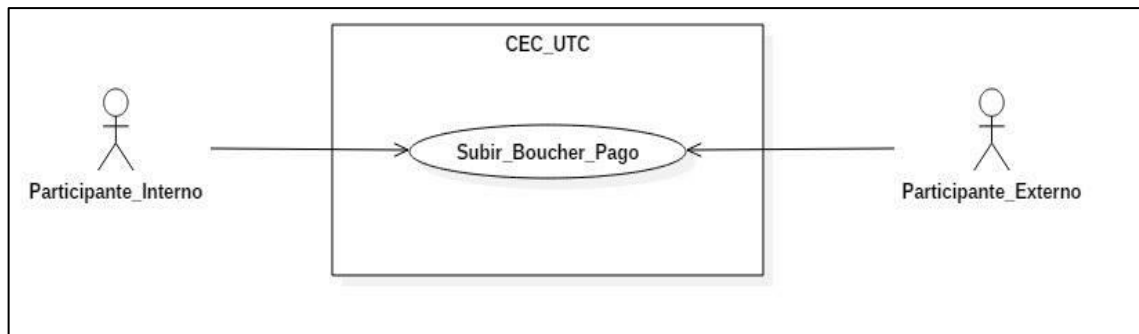 CEC_UTC
Subir_Boucher_Pago
Participante_Interno
Participante_Externo